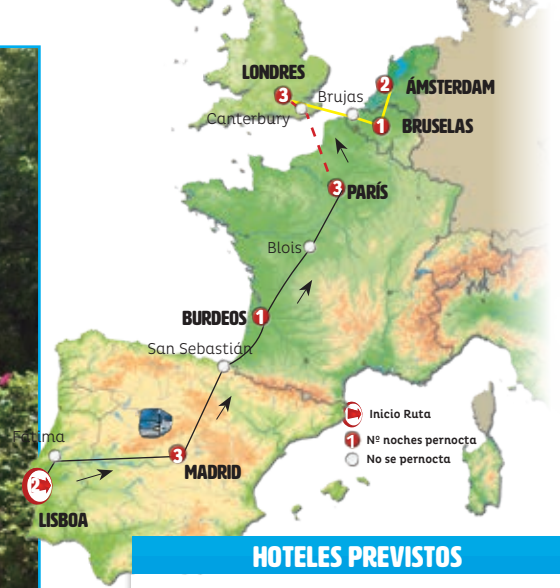 LONDRES
3
2
ÁMSTERDAM
Brujas
Canterbury
1
BRUSELAS
3
PARÍS
Blois
BURDEOS
1
San Sebastián
Inicio Ruta
1
Nº noches pernocta
No se pernocta
Fátima
3
MADRID
2
LISBOA
HOTELES PREVISTOS